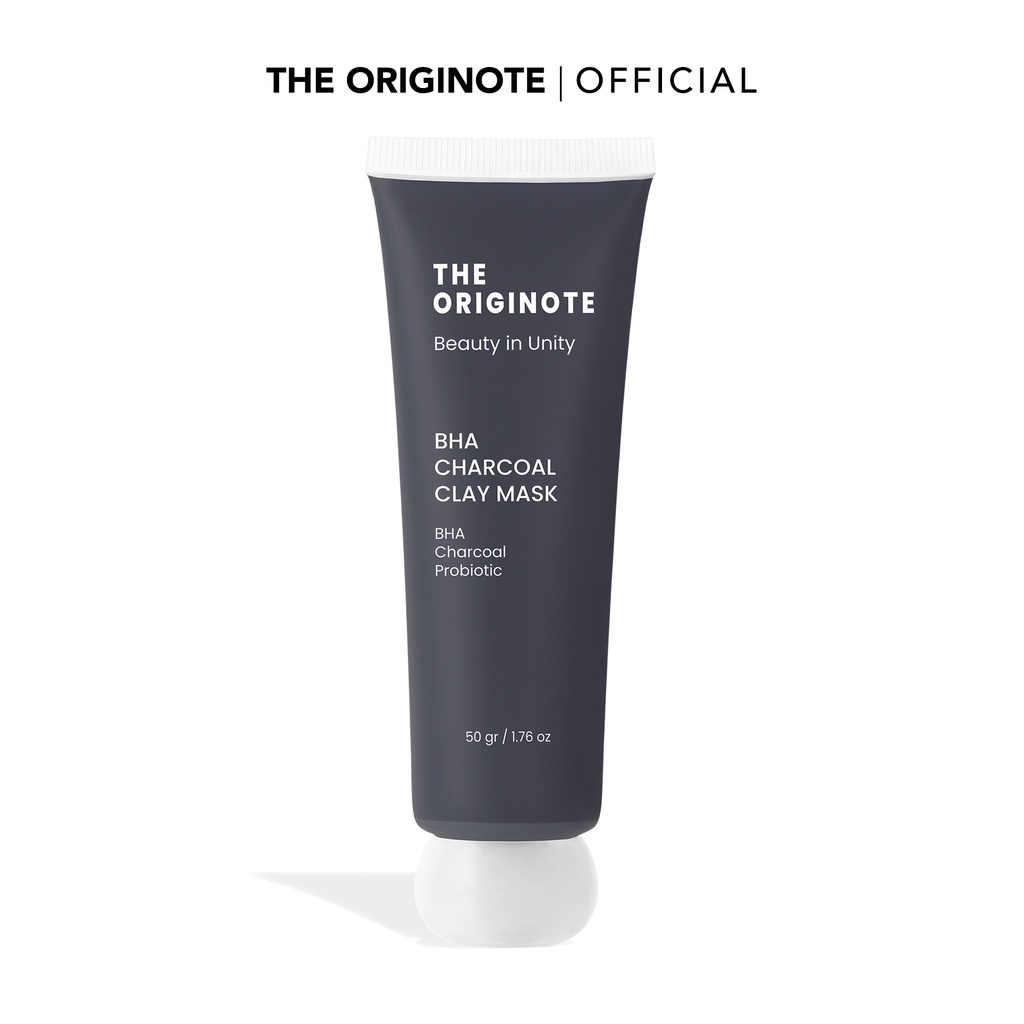 THE ORIGINOTE | OFFICIAL
THE
ORIGINOTE
Beauty in Unity
BHA
CHARCOAL
CLAY MASK
BHA
Charcoal
Probiotic
50 gr / 1.76 oz